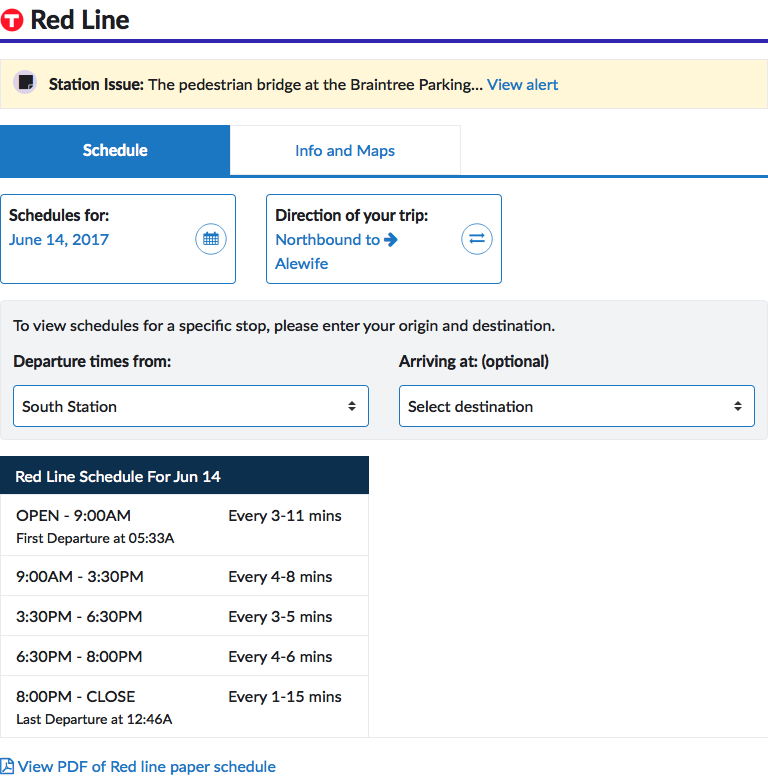 T Red Line
Station Issue: The pedestrian bridge at the Braintree Parking... View alert
Schedule
Info and Maps
Schedules for:
June 14, 2017
Direction of your trip:
Northbound to
Alewife
To view schedules for a specific stop, please enter your origin and destination.
Departure times from:
South Station
Arriving at: (optional)
Select destination
Red Line Schedule For Jun 14
OPEN - 9:00AM Every 3-11 mins
First Departure at 05:33A
9:00AM - 3:30PM Every 4-8 mins
3:30PM - 6:30PM Every 3-5 mins
6:30PM - 8:00PM Every 4-6 mins
8:00PM - CLOSE Every 1-15 mins
Last Departure at 12:46A
View PDF of Red line paper schedule